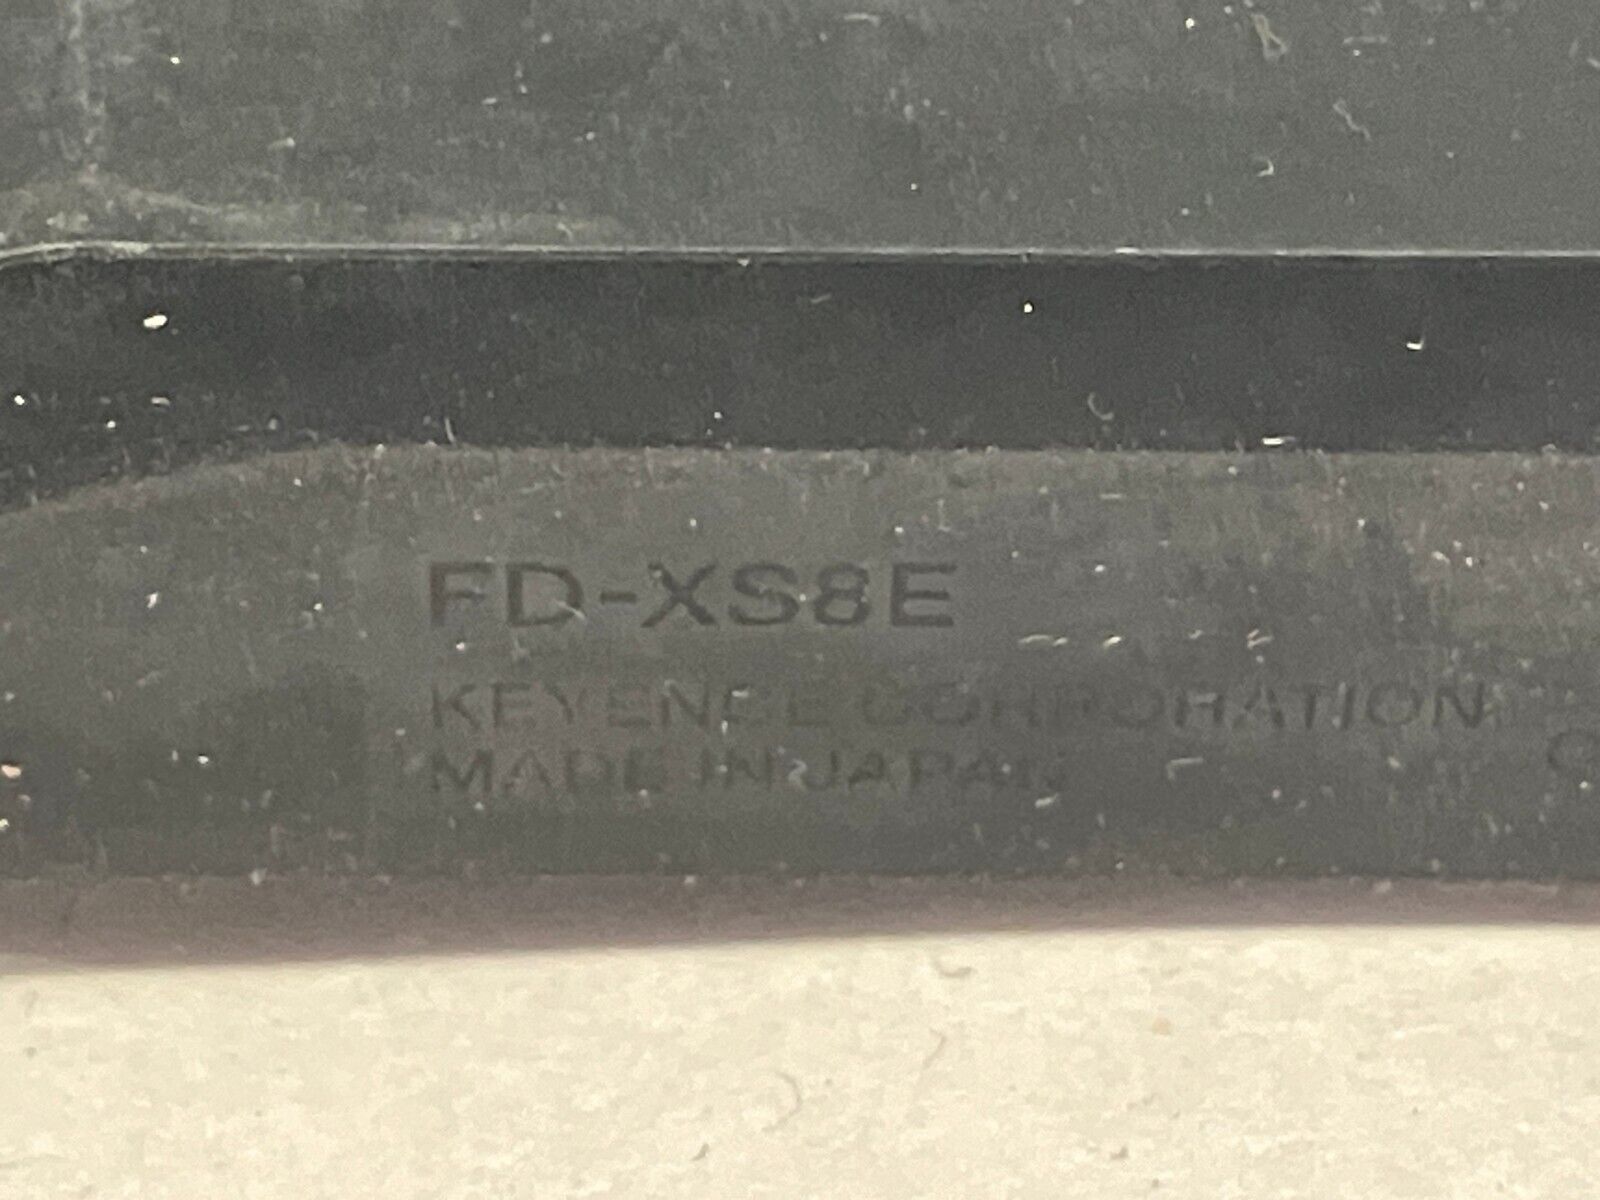 FD-XS8E
KEYENCE CORPORATION
MADE IN JAPAN